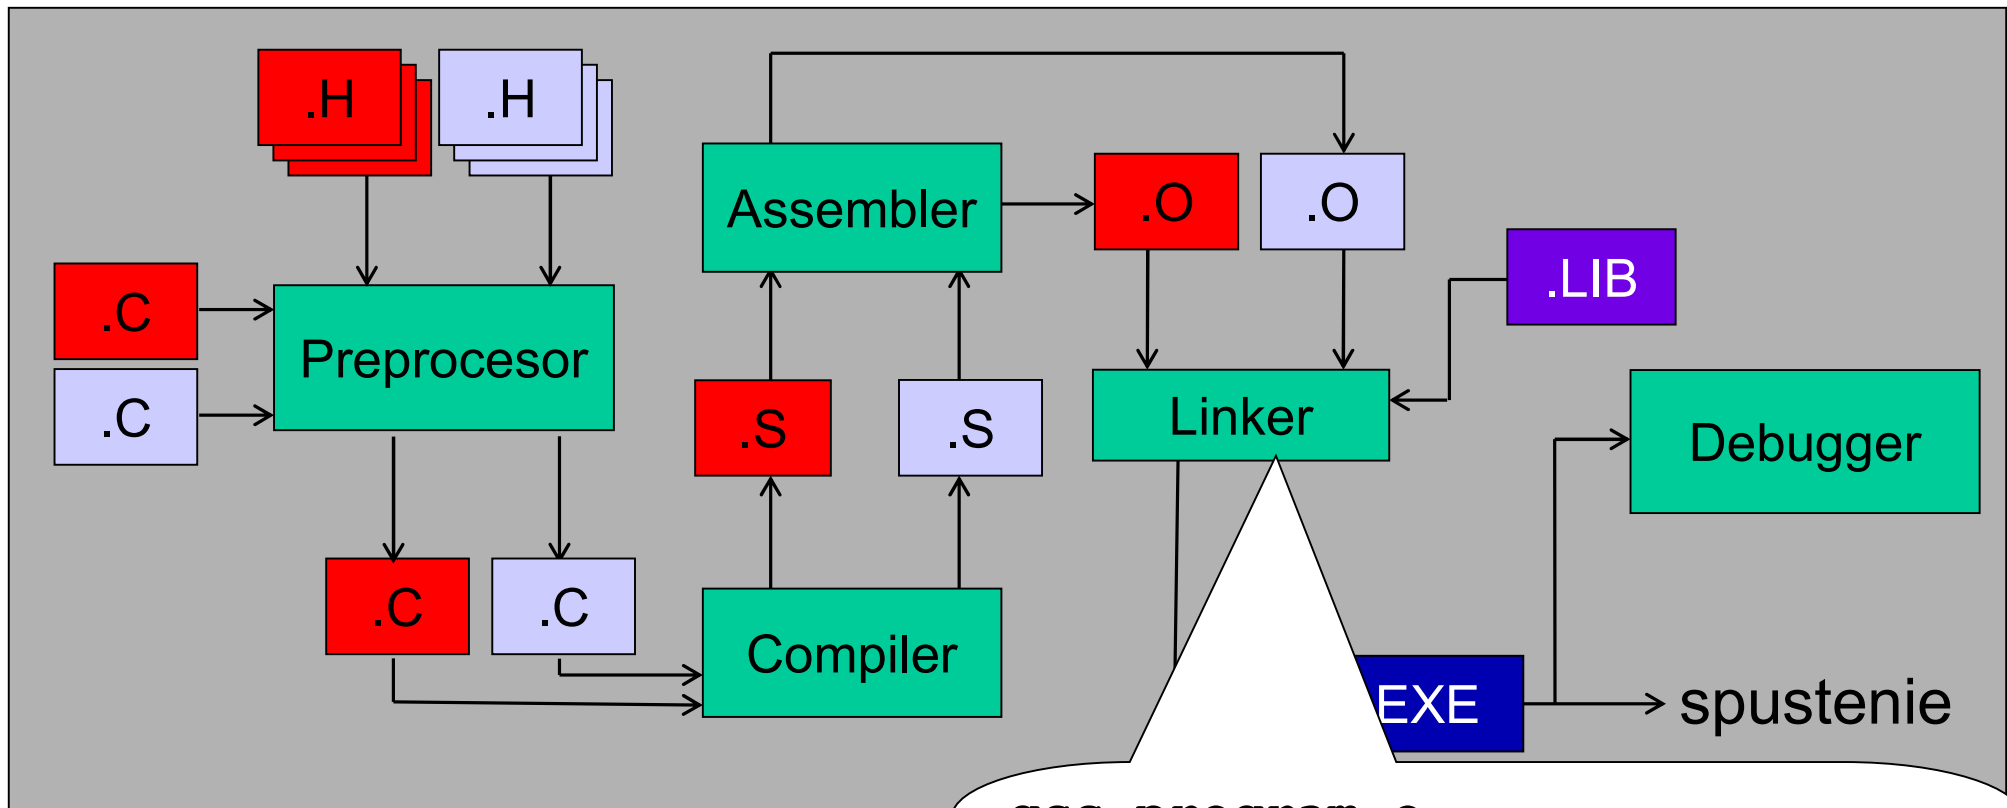 .H
.H
.C
.C
Preprocesor
.C
.C
Assembler
.S
.S
Compiler
.O
.O
.LIB
Linker
Debugger
EXE
spustenie